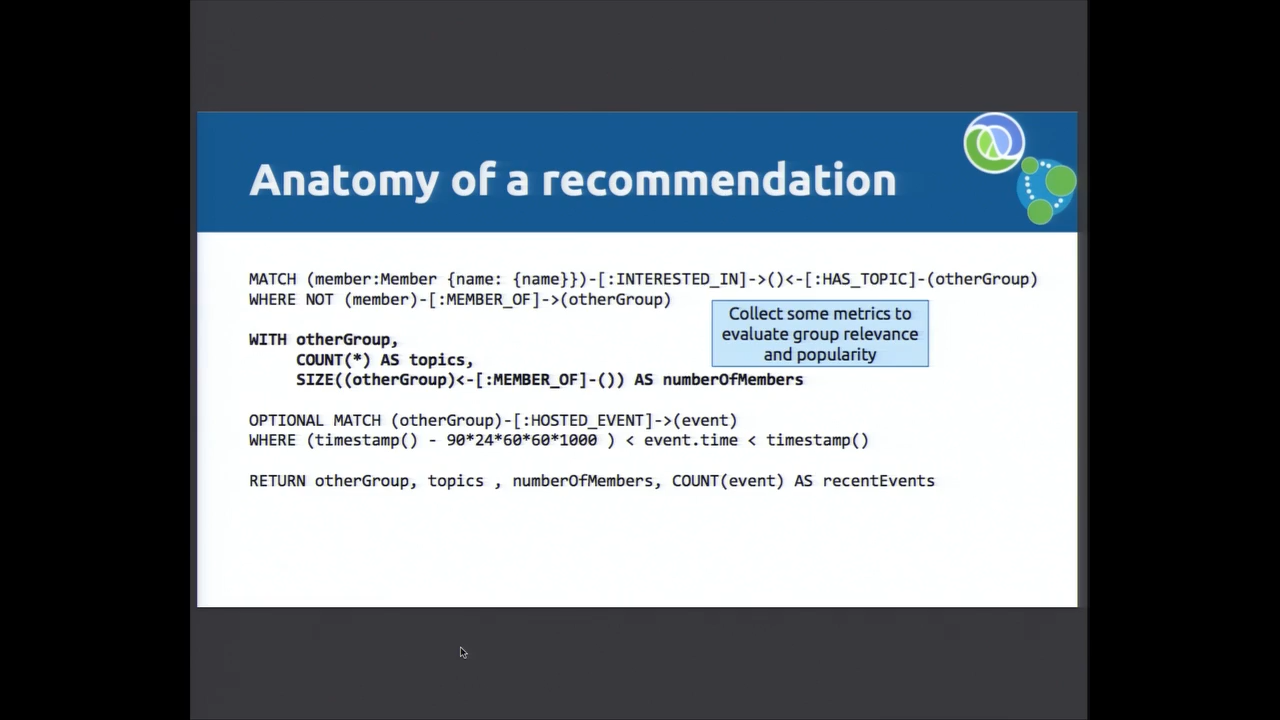 Anatomy of a recommendation
MATCH (member:Member {name: {name}})-[:INTERESTED_IN]->()<-[:HAS_TOPIC]-(otherGroup)
WHERE NOT (member)-[:MEMBER_OF]->(otherGroup)
Collect some metrics to
evaluate group relevance
and popularity
WITH otherGroup,
COUNT(*) AS topics,
SIZE((otherGroup)<-[:MEMBER_OF]-()) AS numberOfMembers
OPTIONAL MATCH (otherGroup)-[:HOSTED_EVENT]->(event)
WHERE (timestamp() - 90*24*60*60*1000 ) < event.time < timestamp()
RETURN otherGroup, topics , numberOfMembers, COUNT(event) AS recentEvents